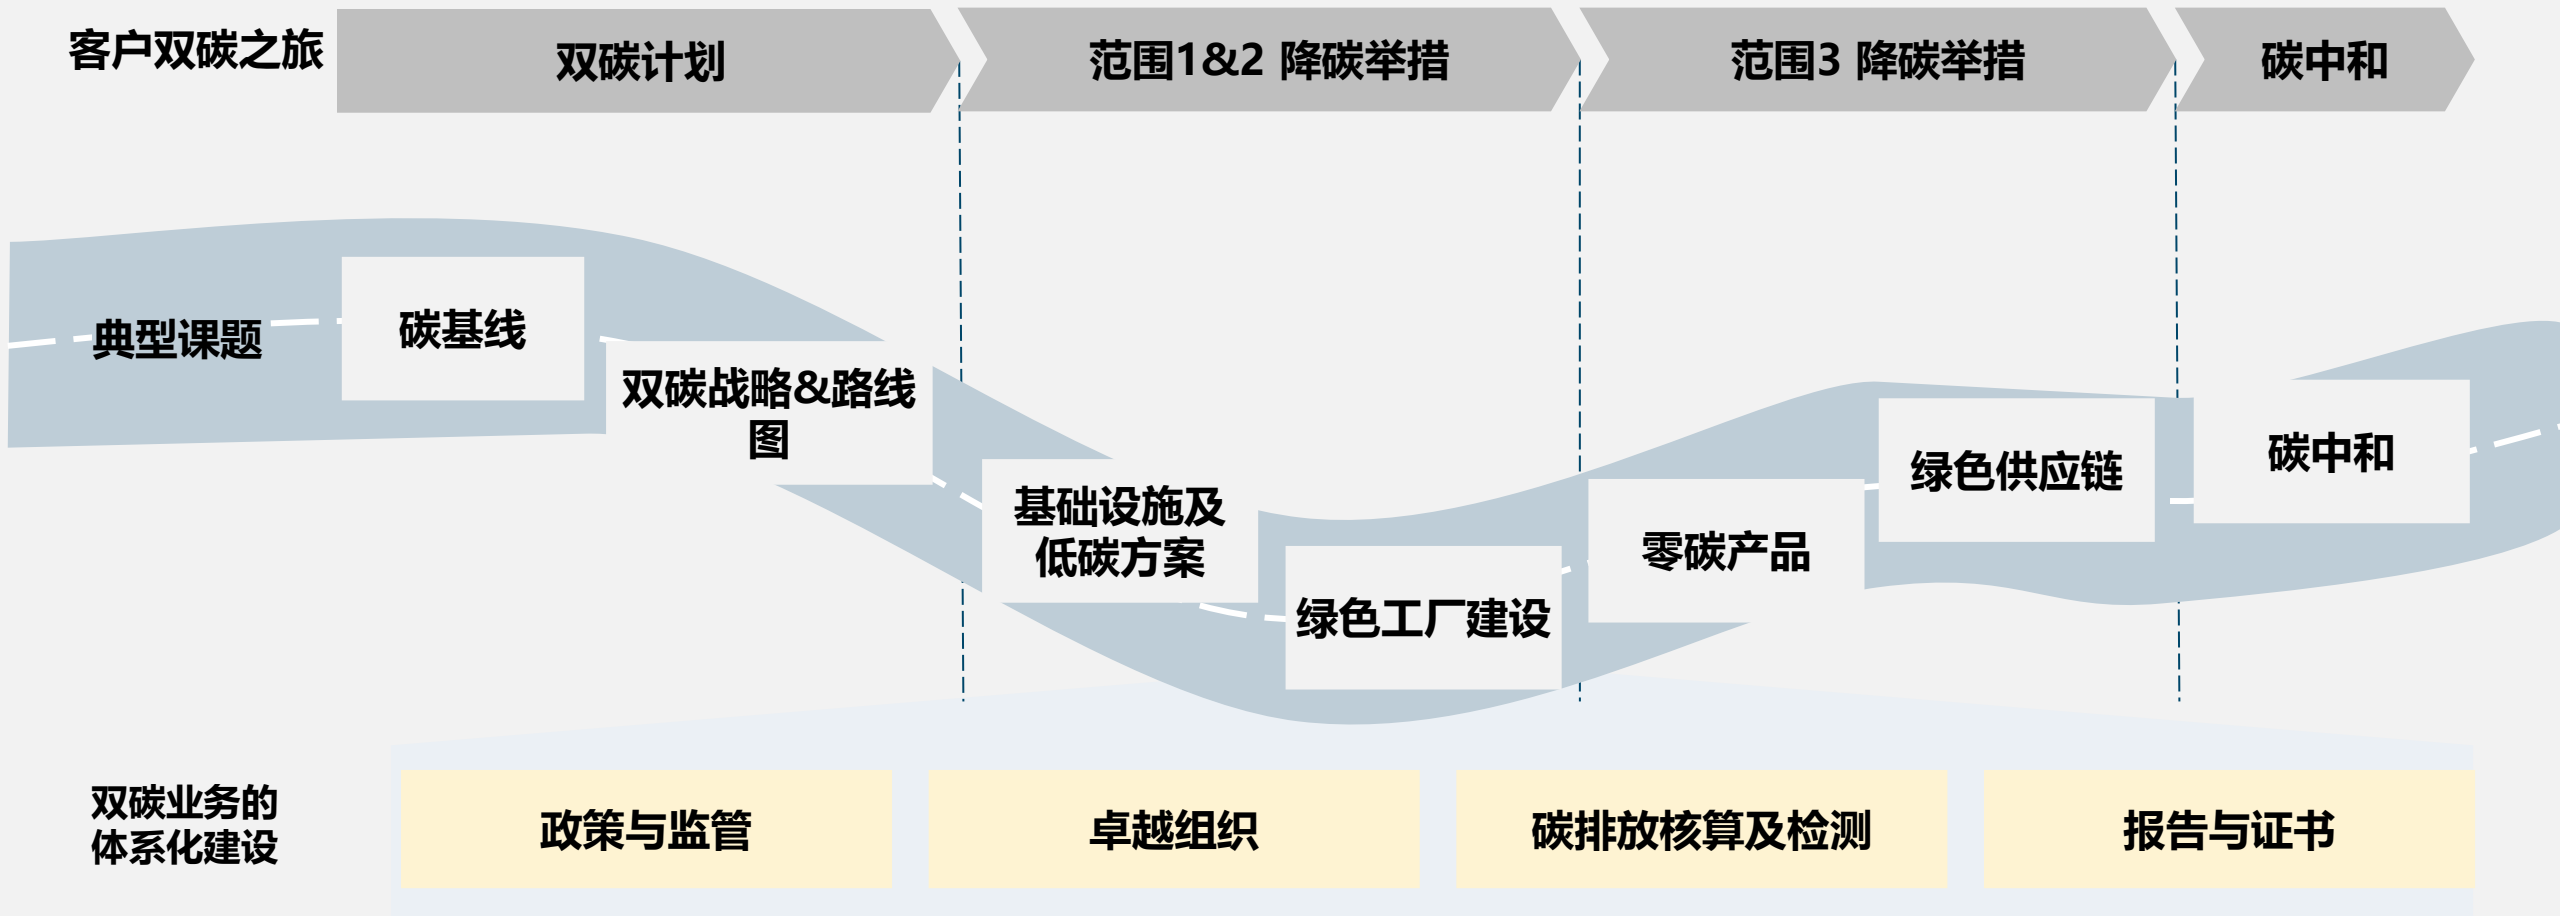 客户双碳之旅
双碳计划
范围1&2 降碳举措
范围3 降碳举措
碳中和
典型课题
碳基线
双碳战略&路线
图
基础设施及
低碳方案
绿色工厂建设
零碳产品
绿色供应链
碳中和
双碳业务的
体系化建设
政策与监管
卓越组织
碳排放核算及检测
报告与证书